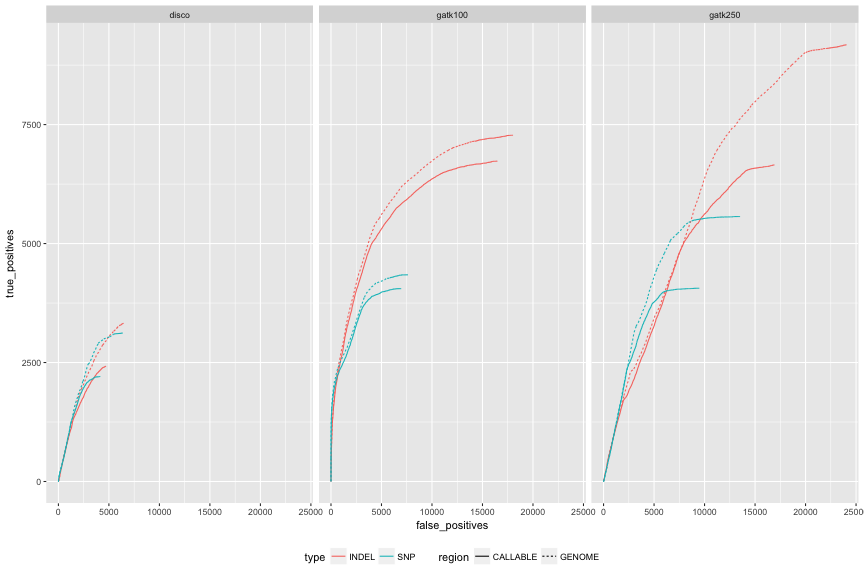 disco gatk100 gatk250
7500
5000
2500
0
0 5000 10000 15000 20000 25000 0 5000 10000 15000 20000 25000 0 5000 10000 15000 20000 25000
true_positives
false_positives
type INDEL SNP region CALLABLE GENOME